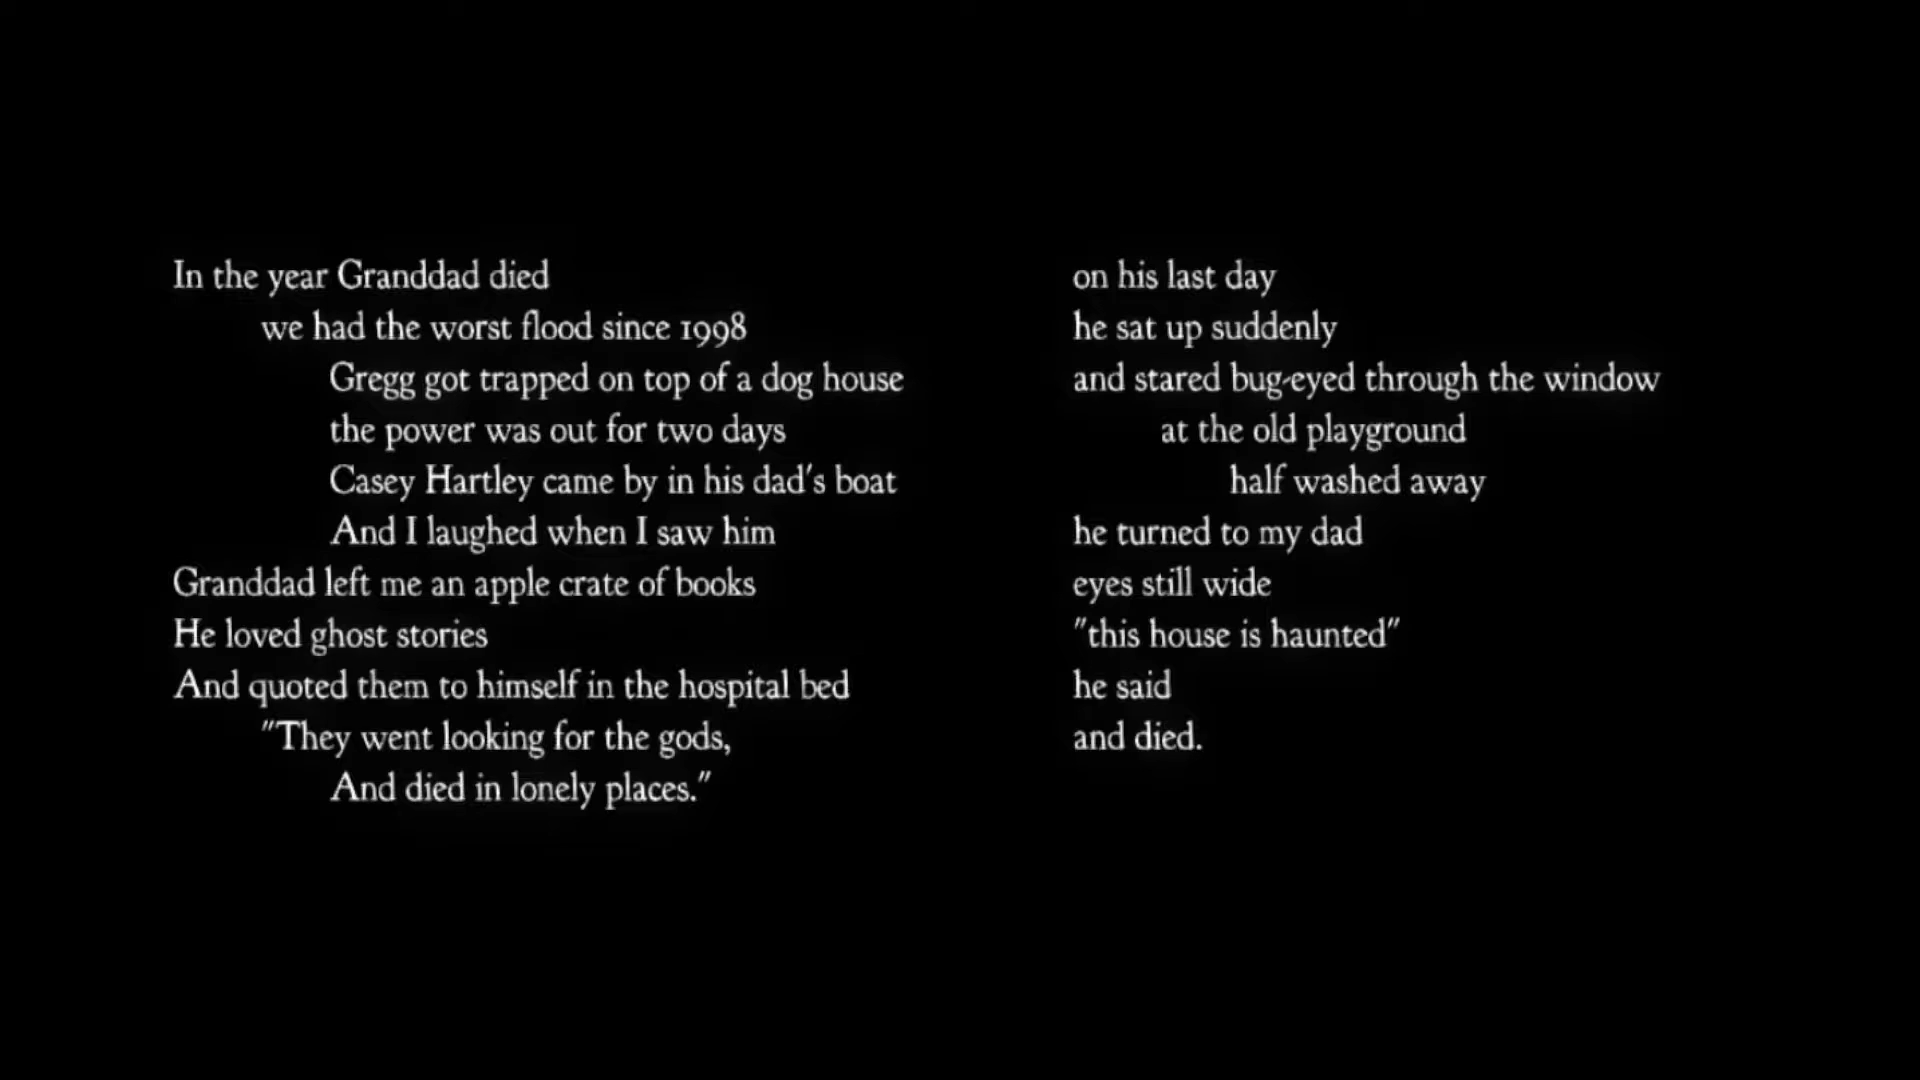 In the year Granddad died
we had the worst flood since 1998
Gregg got trapped on top of a dog house
the power was out for two days
Casey Hartley came by in his dad's boat
And I laughed when I saw him
Granddad left me an apple crate of books
He loved ghost stories
And quoted them to himself in the hospital bed
"They went looking for the gods,
And died in lonely places."
on his last day
he sat up suddenly
and stared bug-eyed through the window
at the old playground
half washed away
he turned to my dad
eyes still wide
"this house is haunted"
he said
and died.